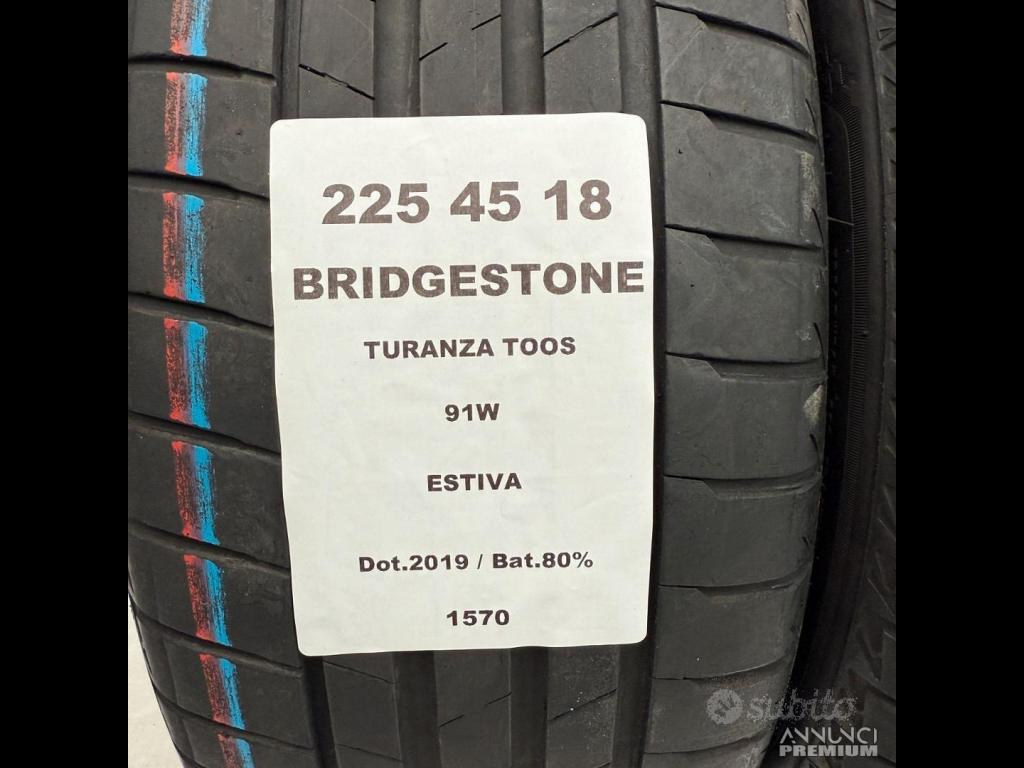 225 45 18
BRIDGESTONE
TURANZA TOOS
91W
ESTIVA
Dot.2019 / Bat.80%
1570
subito
ANNUNCI
PREMIUM